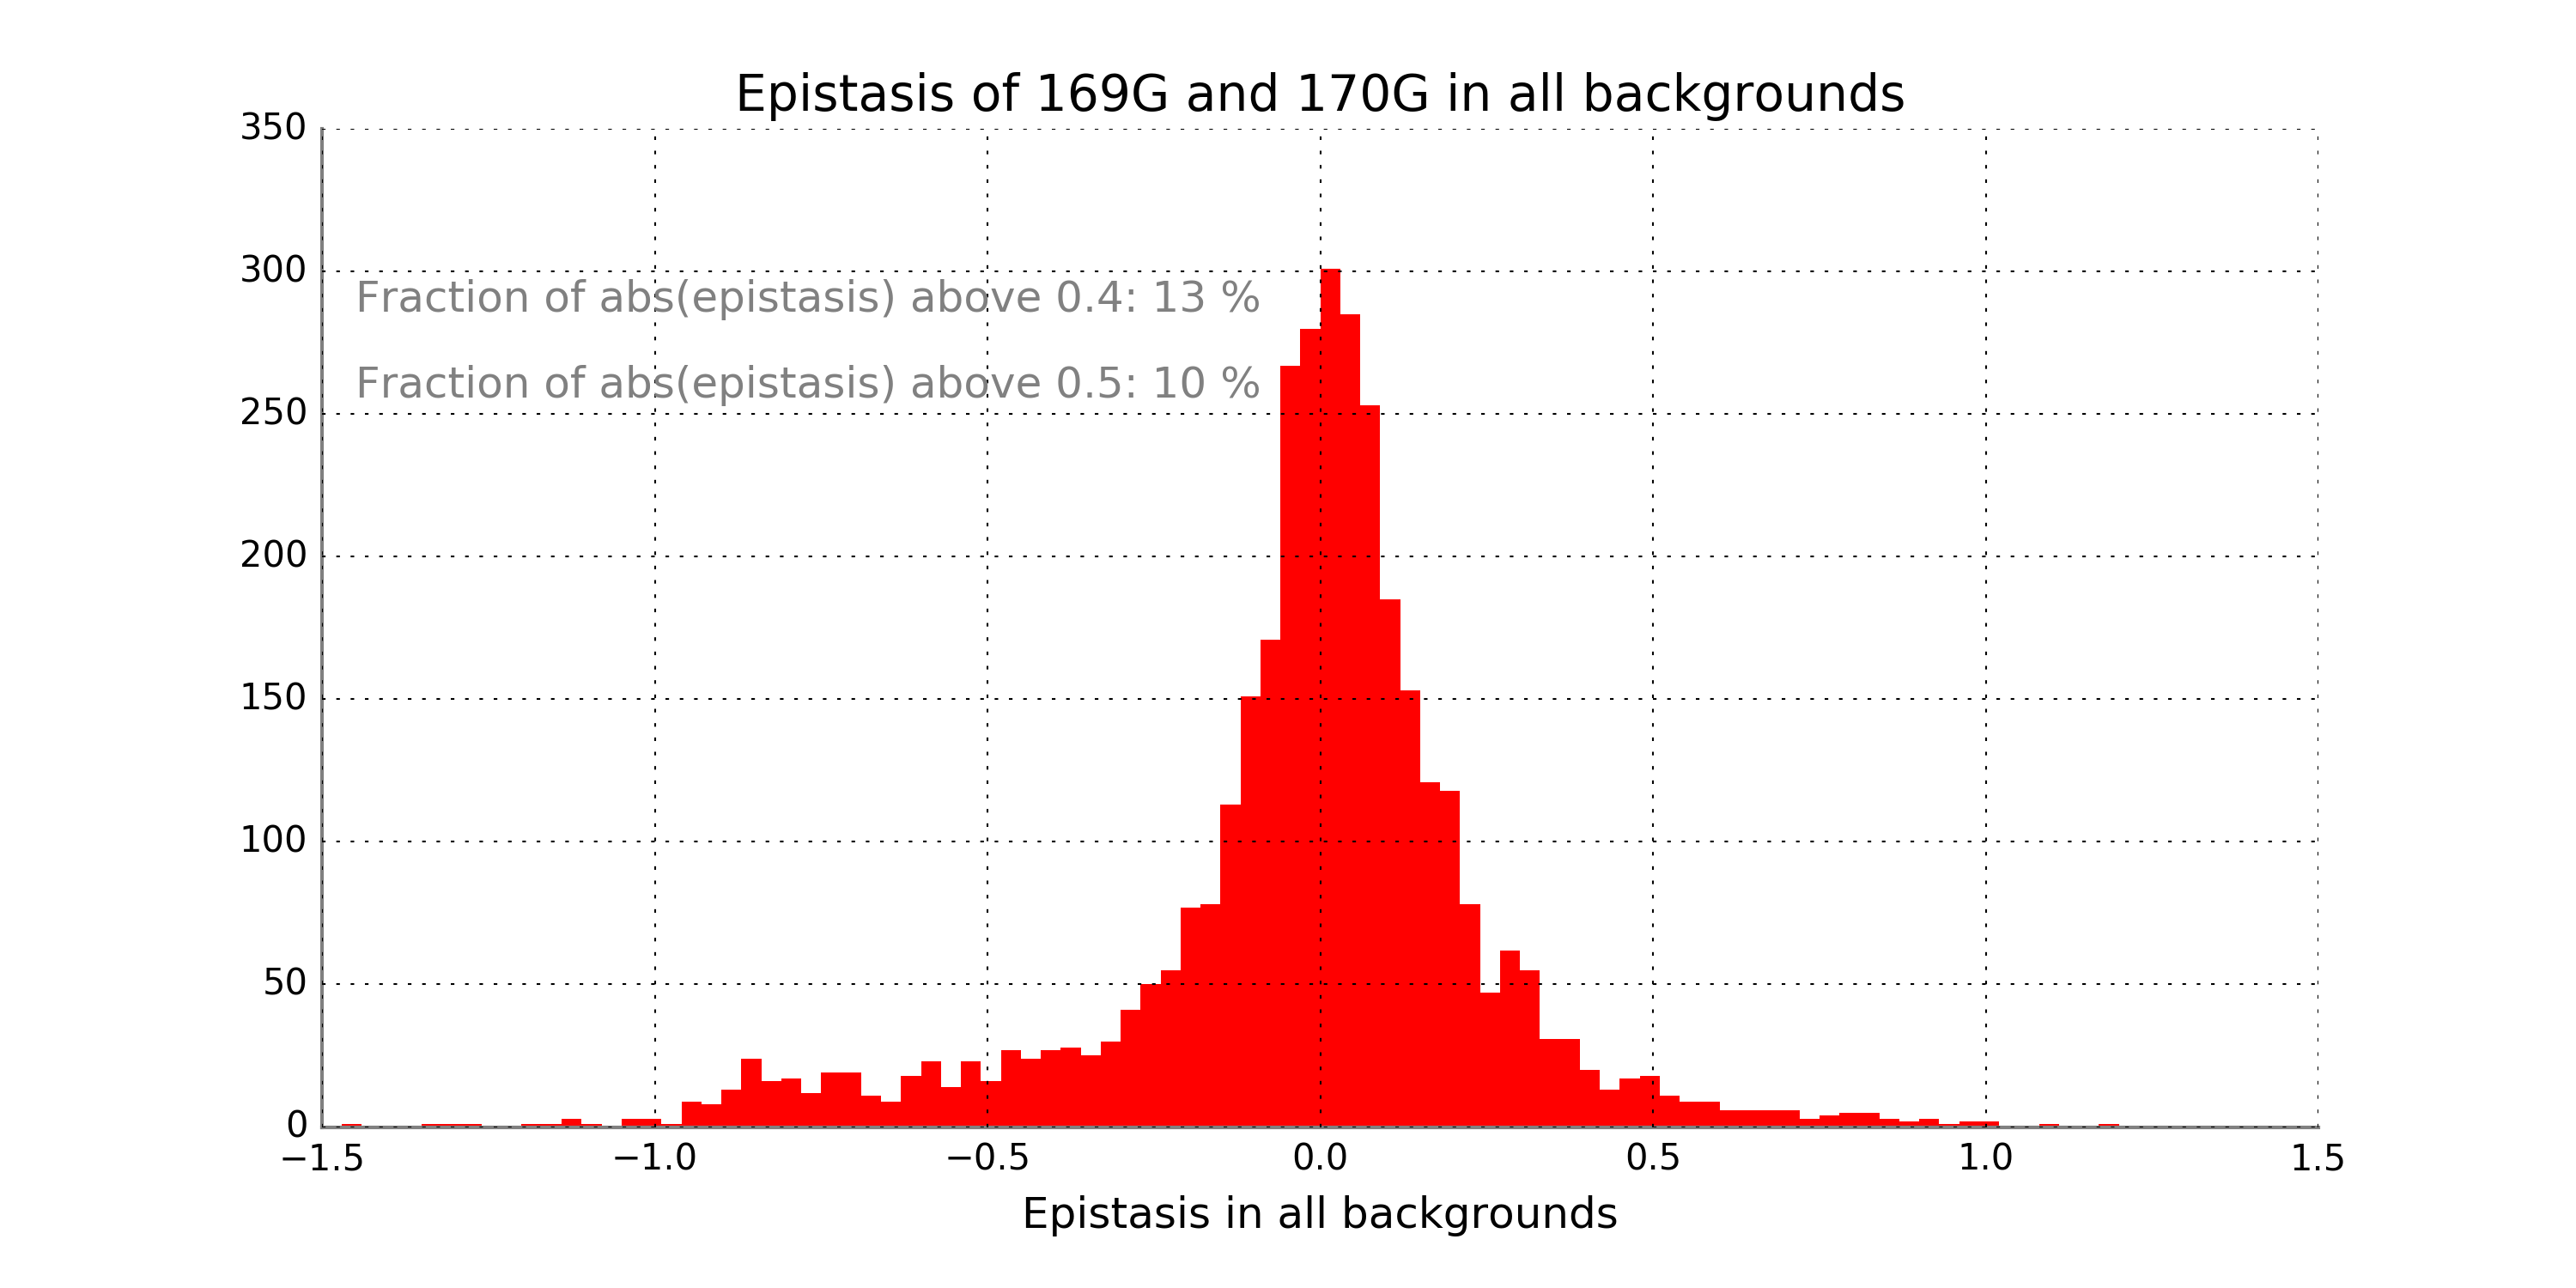 Epistasis of 169G and 170G in all backgrounds
350
300
Fraction of abs(epistasis) above 0.4: 13 %
Fraction of abs(epistasis) above 0.5: 10 %
250
200
150
100
50
0
−1.5 −1.0 −0.5 0.0 0.5 1.0 1.5
Epistasis in all backgrounds